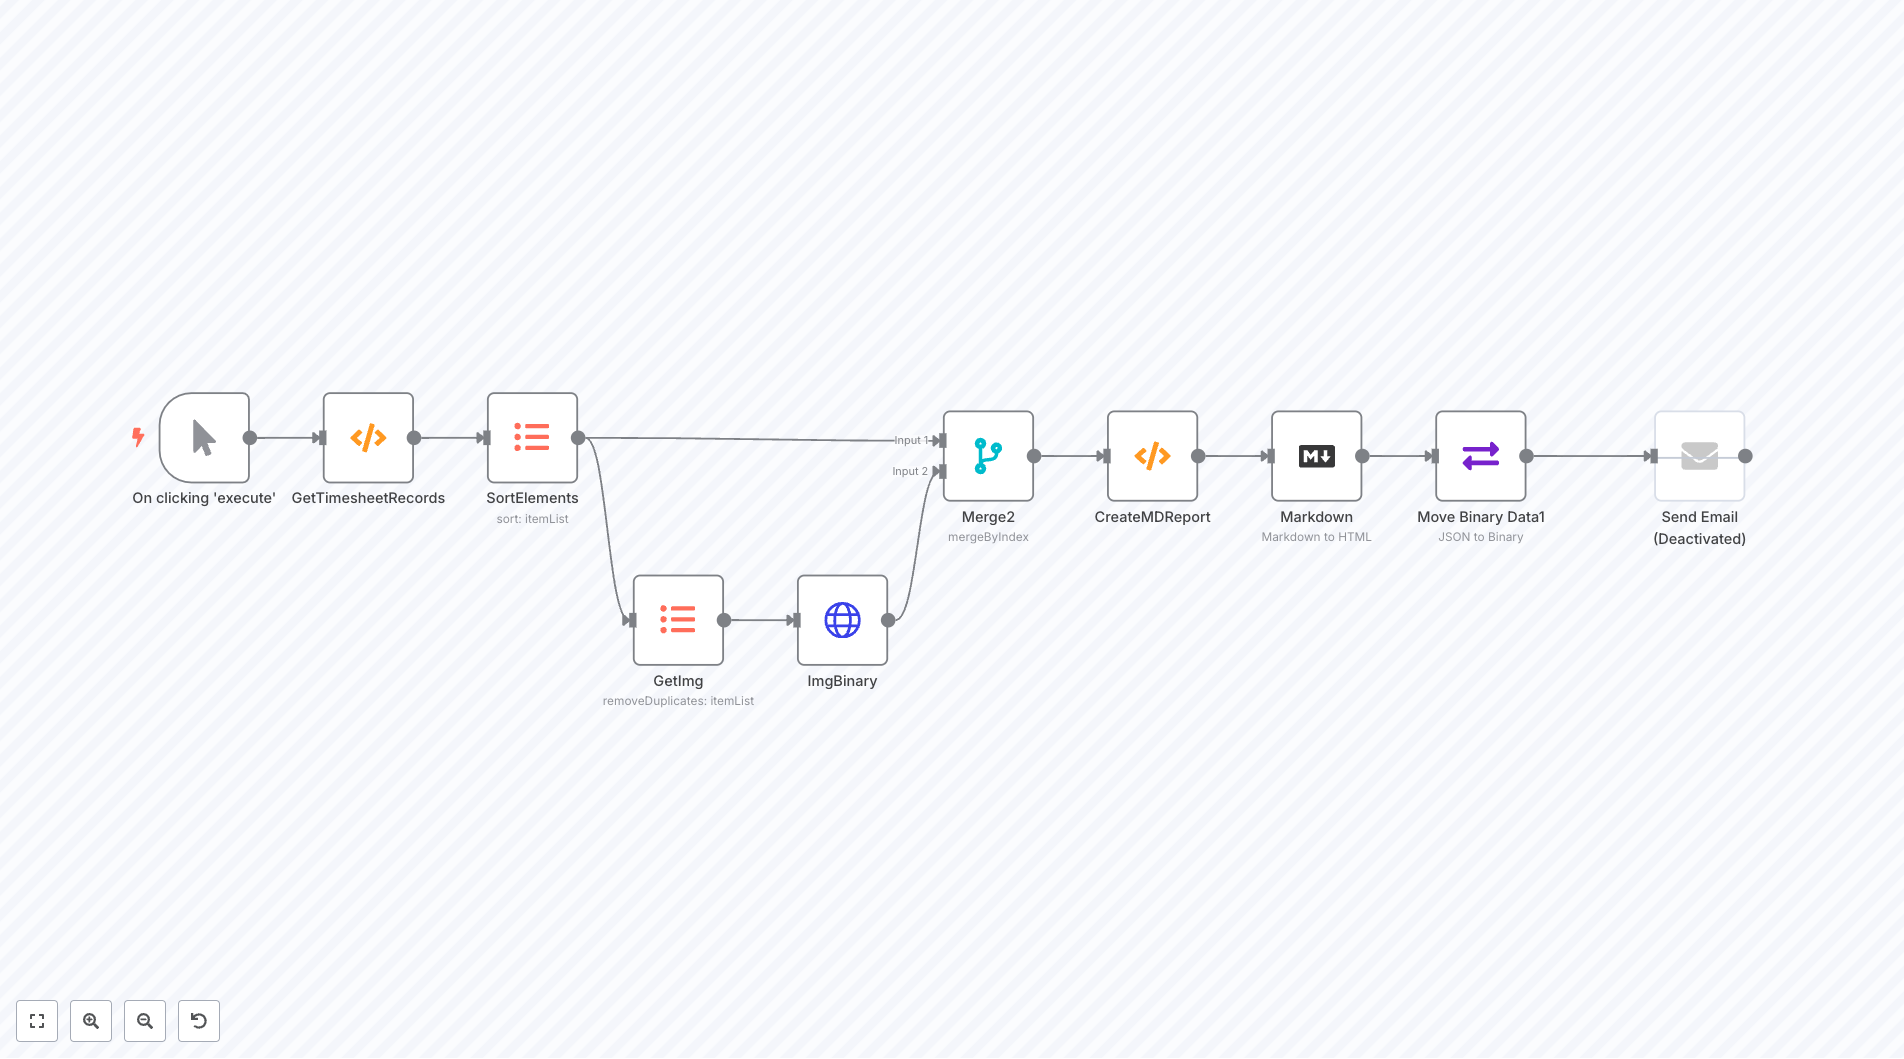 On clicking 'execute'
GetTimesheetRecords
SortElements
sort: itemList
Input 1
Input 2
Merge2
mergeByIndex
CreateMDReport
Markdown
Markdown to HTML
Move Binary Data1
JSON to Binary
Send Email
(Deactivated)
GetImg
removeDuplicates: itemList
ImgBinary